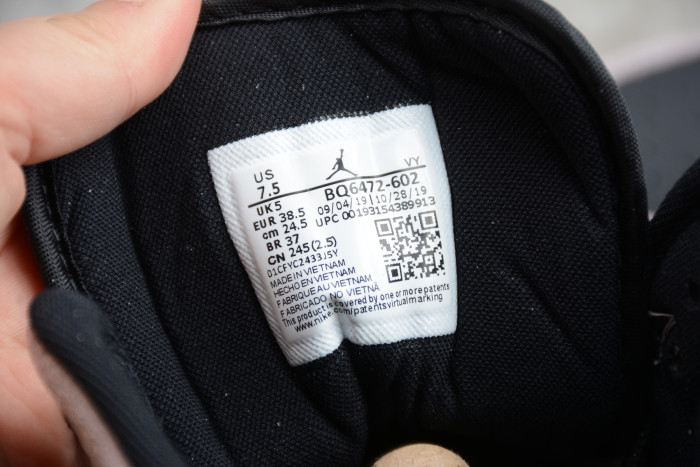 US
7.5
VY
BQ6472-602
UK 5
09/04/19 | 10/28/19
EUR 38.5
UPC 00193154389913
cm 24.5
BR 37
CN 245(2.5)
01CFYC2433J5Y
MADE IN VIETNAM
HECHO EN VIETNAM
FABRIQUE AU VIETNAM
FABRICADO NO VIETNÃ
This product is covered by one or more patents
www.nike.com/patentsvirtualmarking